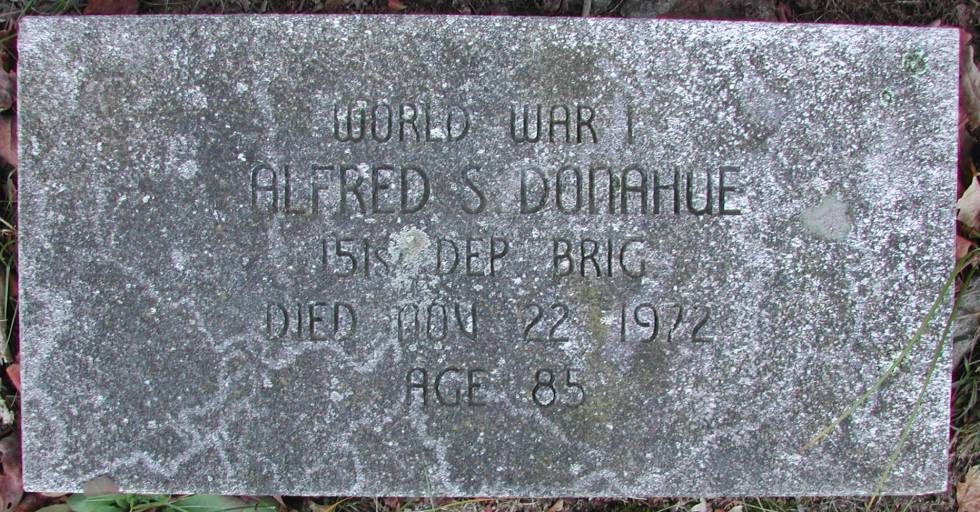 WORLD WAR I
ALFRED S DONAHUE
151st DEP BRIG
DIED NOV 22 1972
AGE 85